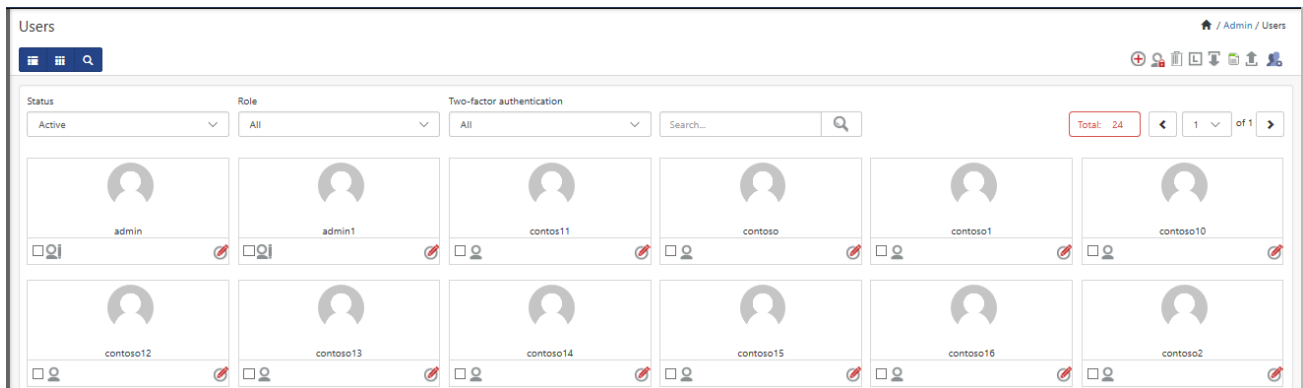 Users
/ Admin / Users
L
Status
Role
Two-factor authentication
Active
All
All
Search...
Total: 24
1
of 1
admin
admin1
contos11
contoso
contoso1
contoso10
contoso12
contoso13
contoso14
contoso15
contoso16
contoso2